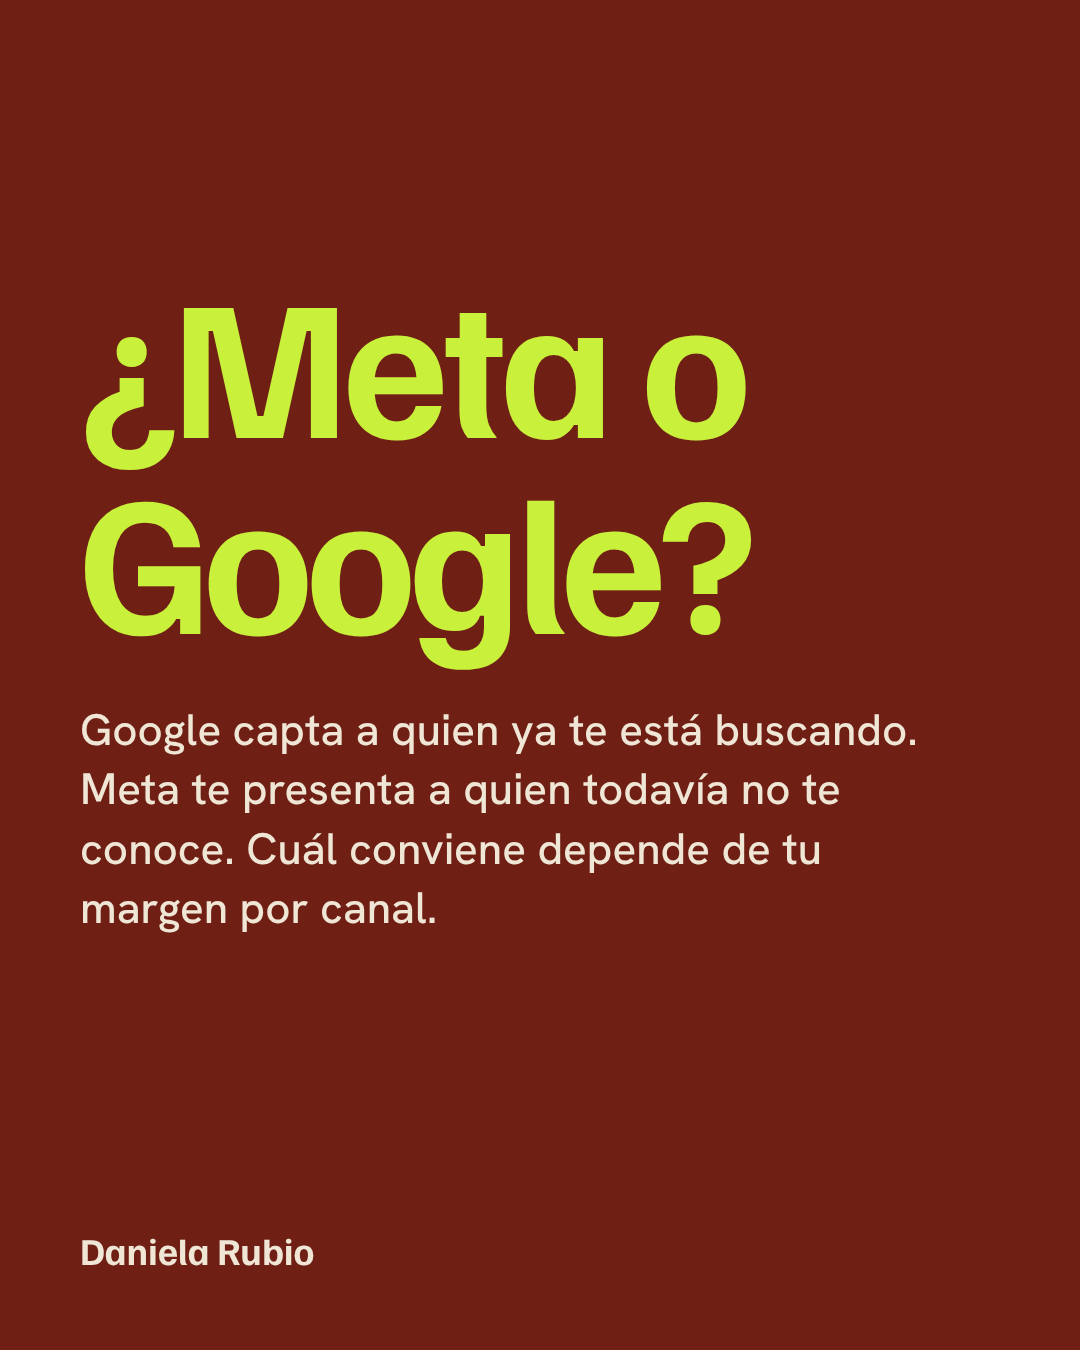 ¿Meta o
Google?
Google capta a quien ya te está buscando.
Meta te presenta a quien todavía no te
conoce. Cuál conviene depende de tu
margen por canal.
Daniela Rubio